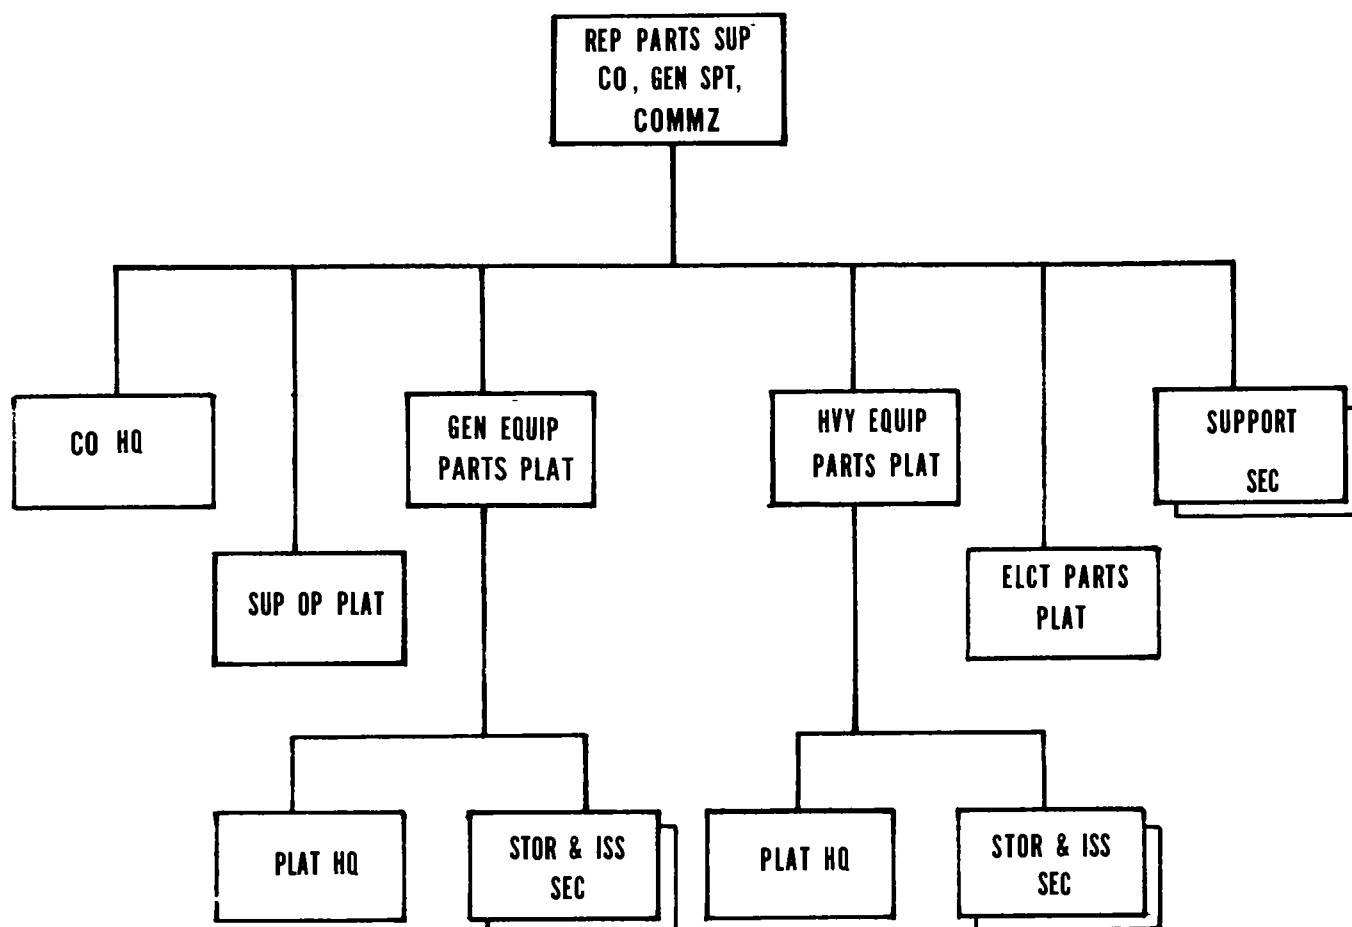 REP PARTS SUP
CO, GEN SPT,
COMMZ
CO HQ
GEN EQUIP
PARTS PLAT
HVY EQUIP
PARTS PLAT
SUPPORT
SEC
SUP OP PLAT
ELCT PARTS
PLAT
PLAT HQ
STOR & ISS
SEC
PLAT HQ
STOR & ISS
SEC